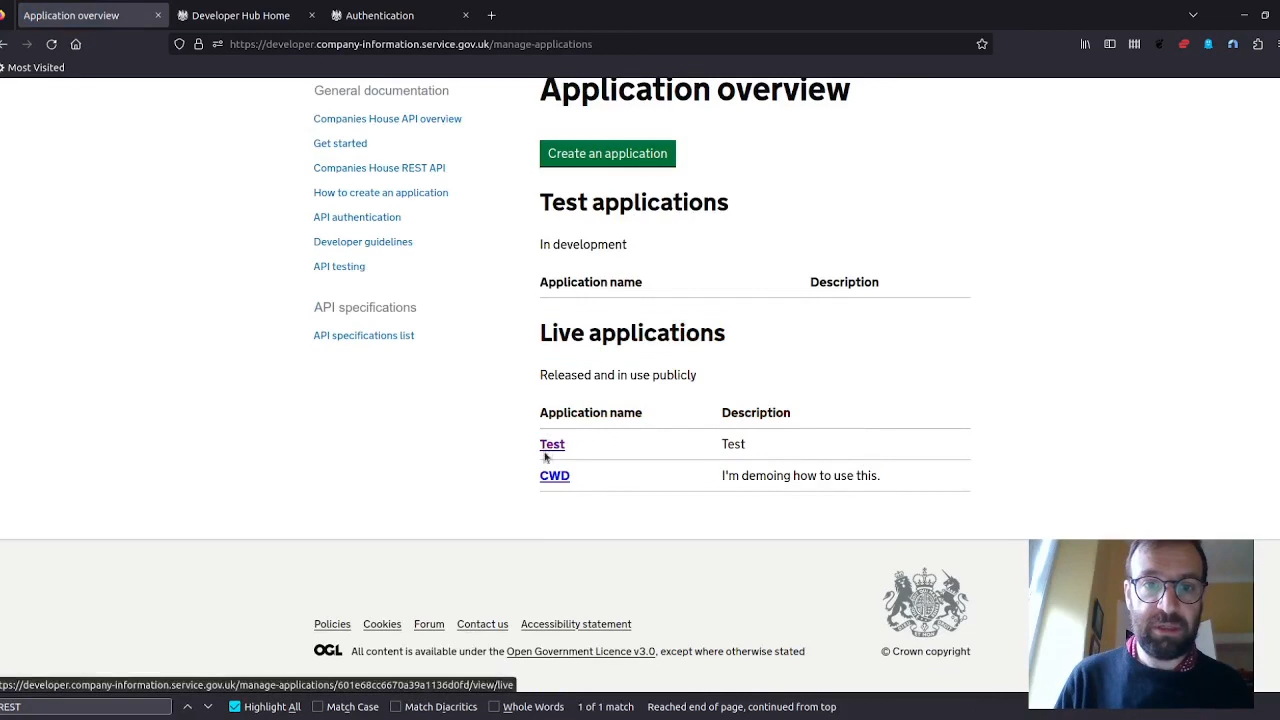 Application overview
Developer Hub Home
Authentication
https://developer.company-information.service.gov.uk/manage-applications
Most Visited
General documentation
Companies House API overview
Get started
Companies House REST API
How to create an application
API authentication
Developer guidelines
API testing
API specifications
API specifications list
Application overview
Create an application
Test applications
In development
Application name Description
Live applications
Released and in use publicly
Application name Description
Test Test
CWD I'm demoing how to use this.
Policies Cookies Forum Contact us Accessibility statement
OGL All content is available under the Open Government Licence v3.0, except where otherwise stated
© Crown copyright
ttps://developer.company-information.service.gov.uk/manage-applications/601e68cc6670a39a1136d0fd/view/live
REST Highlight All Match Case Match Diacritics Whole Words 1 of 1 match Reached end of page, continued from top